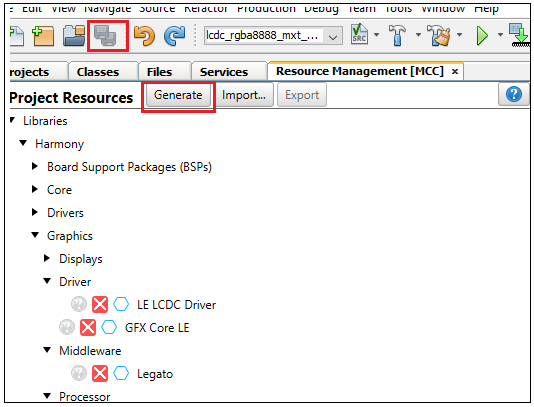 Edit View Navigate Source Refactor Production Debug Team Tools Window Help
lcdc_rgba8888_mxt_...
SRC
rojects Classes Files Services Resource Management [MCC] ×
Project Resources Generate Import... Export ?
Libraries
Harmony
Board Support Packages (BSPs)
Core
Drivers
Graphics
Displays
Driver
? LE LCDC Driver
? GFX Core LE
Middleware
? Legato
Processor